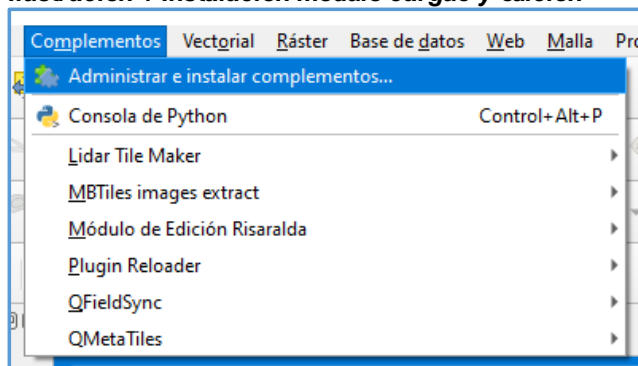 Complementos Vectorial Ráster Base de datos Web Malla
Administrar e instalar complementos...
Consola de Python Control+Alt+P
Lidar Tile Maker
MBTiles images extract
Módulo de Edición Risaralda
Plugin Reloader
QFieldSync
QMetaTiles